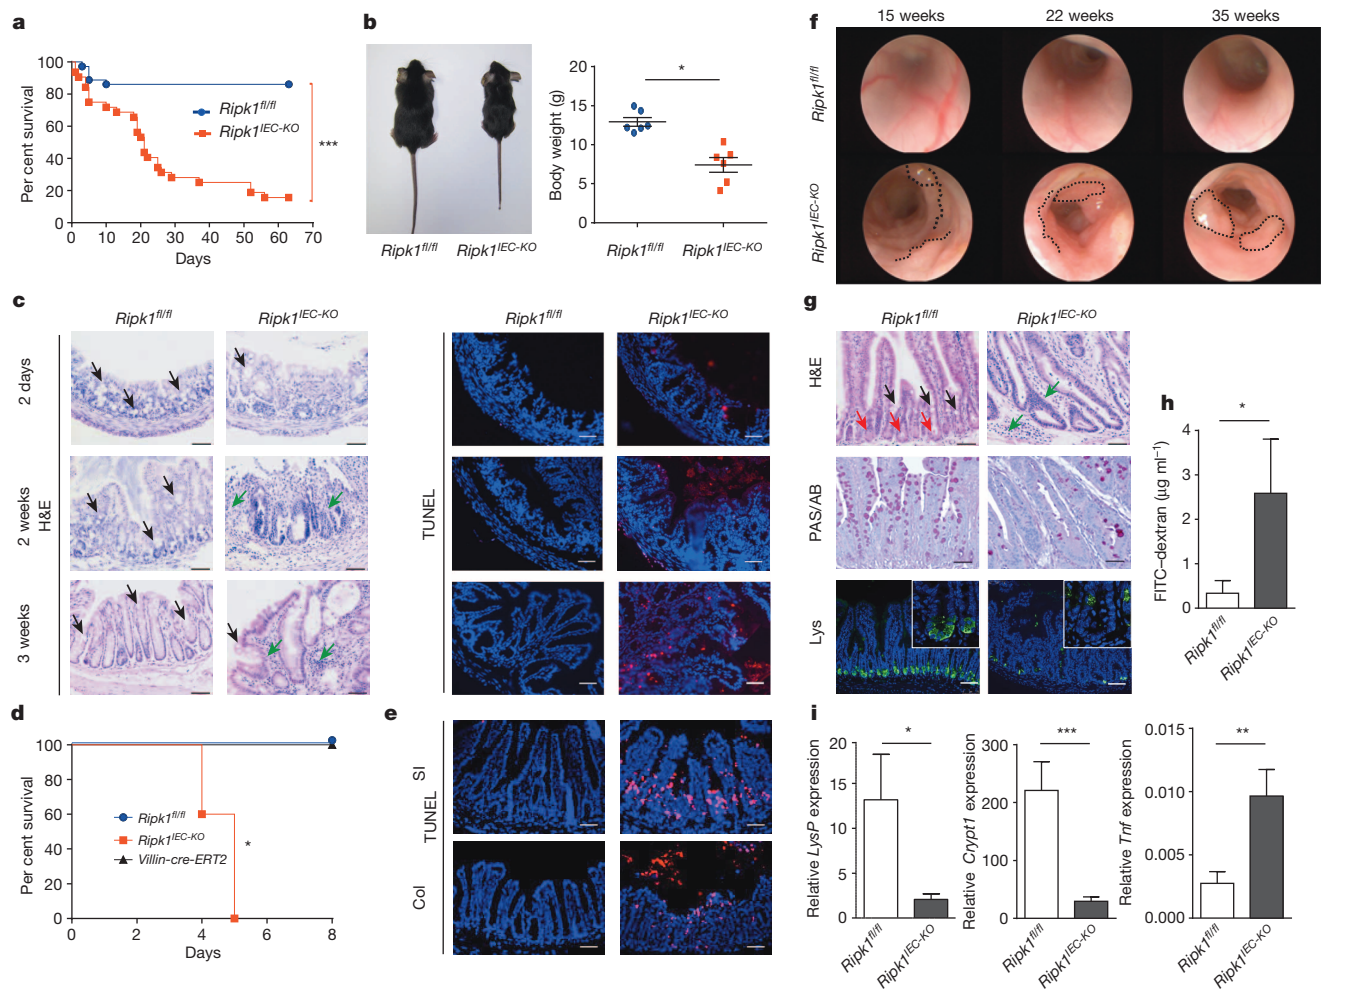 a
100
80
60
40
20
0
Per cent survival
0 10 20 30 40 50 60 70
Days
Ripk1fl/fl
Ripk1IEC-KO
***
b
Ripk1fl/fl Ripk1IEC-KO
20
15
10
5
0
Body weight (g)
*
Ripk1fl/fl Ripk1IEC-KO
f
15 weeks 22 weeks 35 weeks
Ripk1fl/fl
Ripk1IEC-KO
c
Ripk1fl/fl Ripk1IEC-KO
2 days
2 weeks
3 weeks
H&E
Ripk1fl/fl Ripk1IEC-KO
TUNEL
g
Ripk1fl/fl Ripk1IEC-KO
H&E
PAS/AB
Lys
h
4
3
2
1
0
FITC–dextran (μg ml−1)
*
Ripk1fl/fl
Ripk1IEC-KO
d
100
80
60
40
20
0
Per cent survival
0 2 4 6 8
Days
Ripk1fl/fl
Ripk1IEC-KO
Villin-cre-ERT2
*
e
TUNEL
SI
Col
i
20
15
10
5
0
Relative LysP expression
*
Ripk1fl/fl
Ripk1IEC-KO
300
200
100
0
Relative Crypt1 expression
***
Ripk1fl/fl
Ripk1IEC-KO
0.015
0.010
0.005
0.000
Relative Tnf expression
**
Ripk1fl/fl
Ripk1IEC-KO